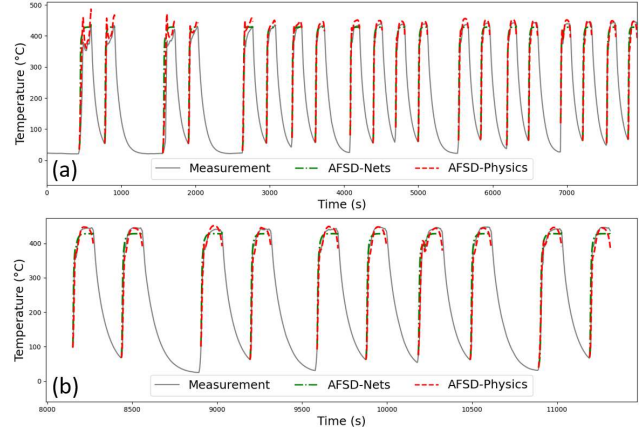 500
400
300
200
100
0
Temperature (°C)
(a)
Measurement AFSD-Nets AFSD-Physics
0 1000 2000 3000 4000 5000 6000 7000
Time (s)
400
300
200
100
0
Temperature (°C)
(b)
Measurement AFSD-Nets AFSD-Physics
8000 8500 9000 9500 10000 10500 11000
Time (s)